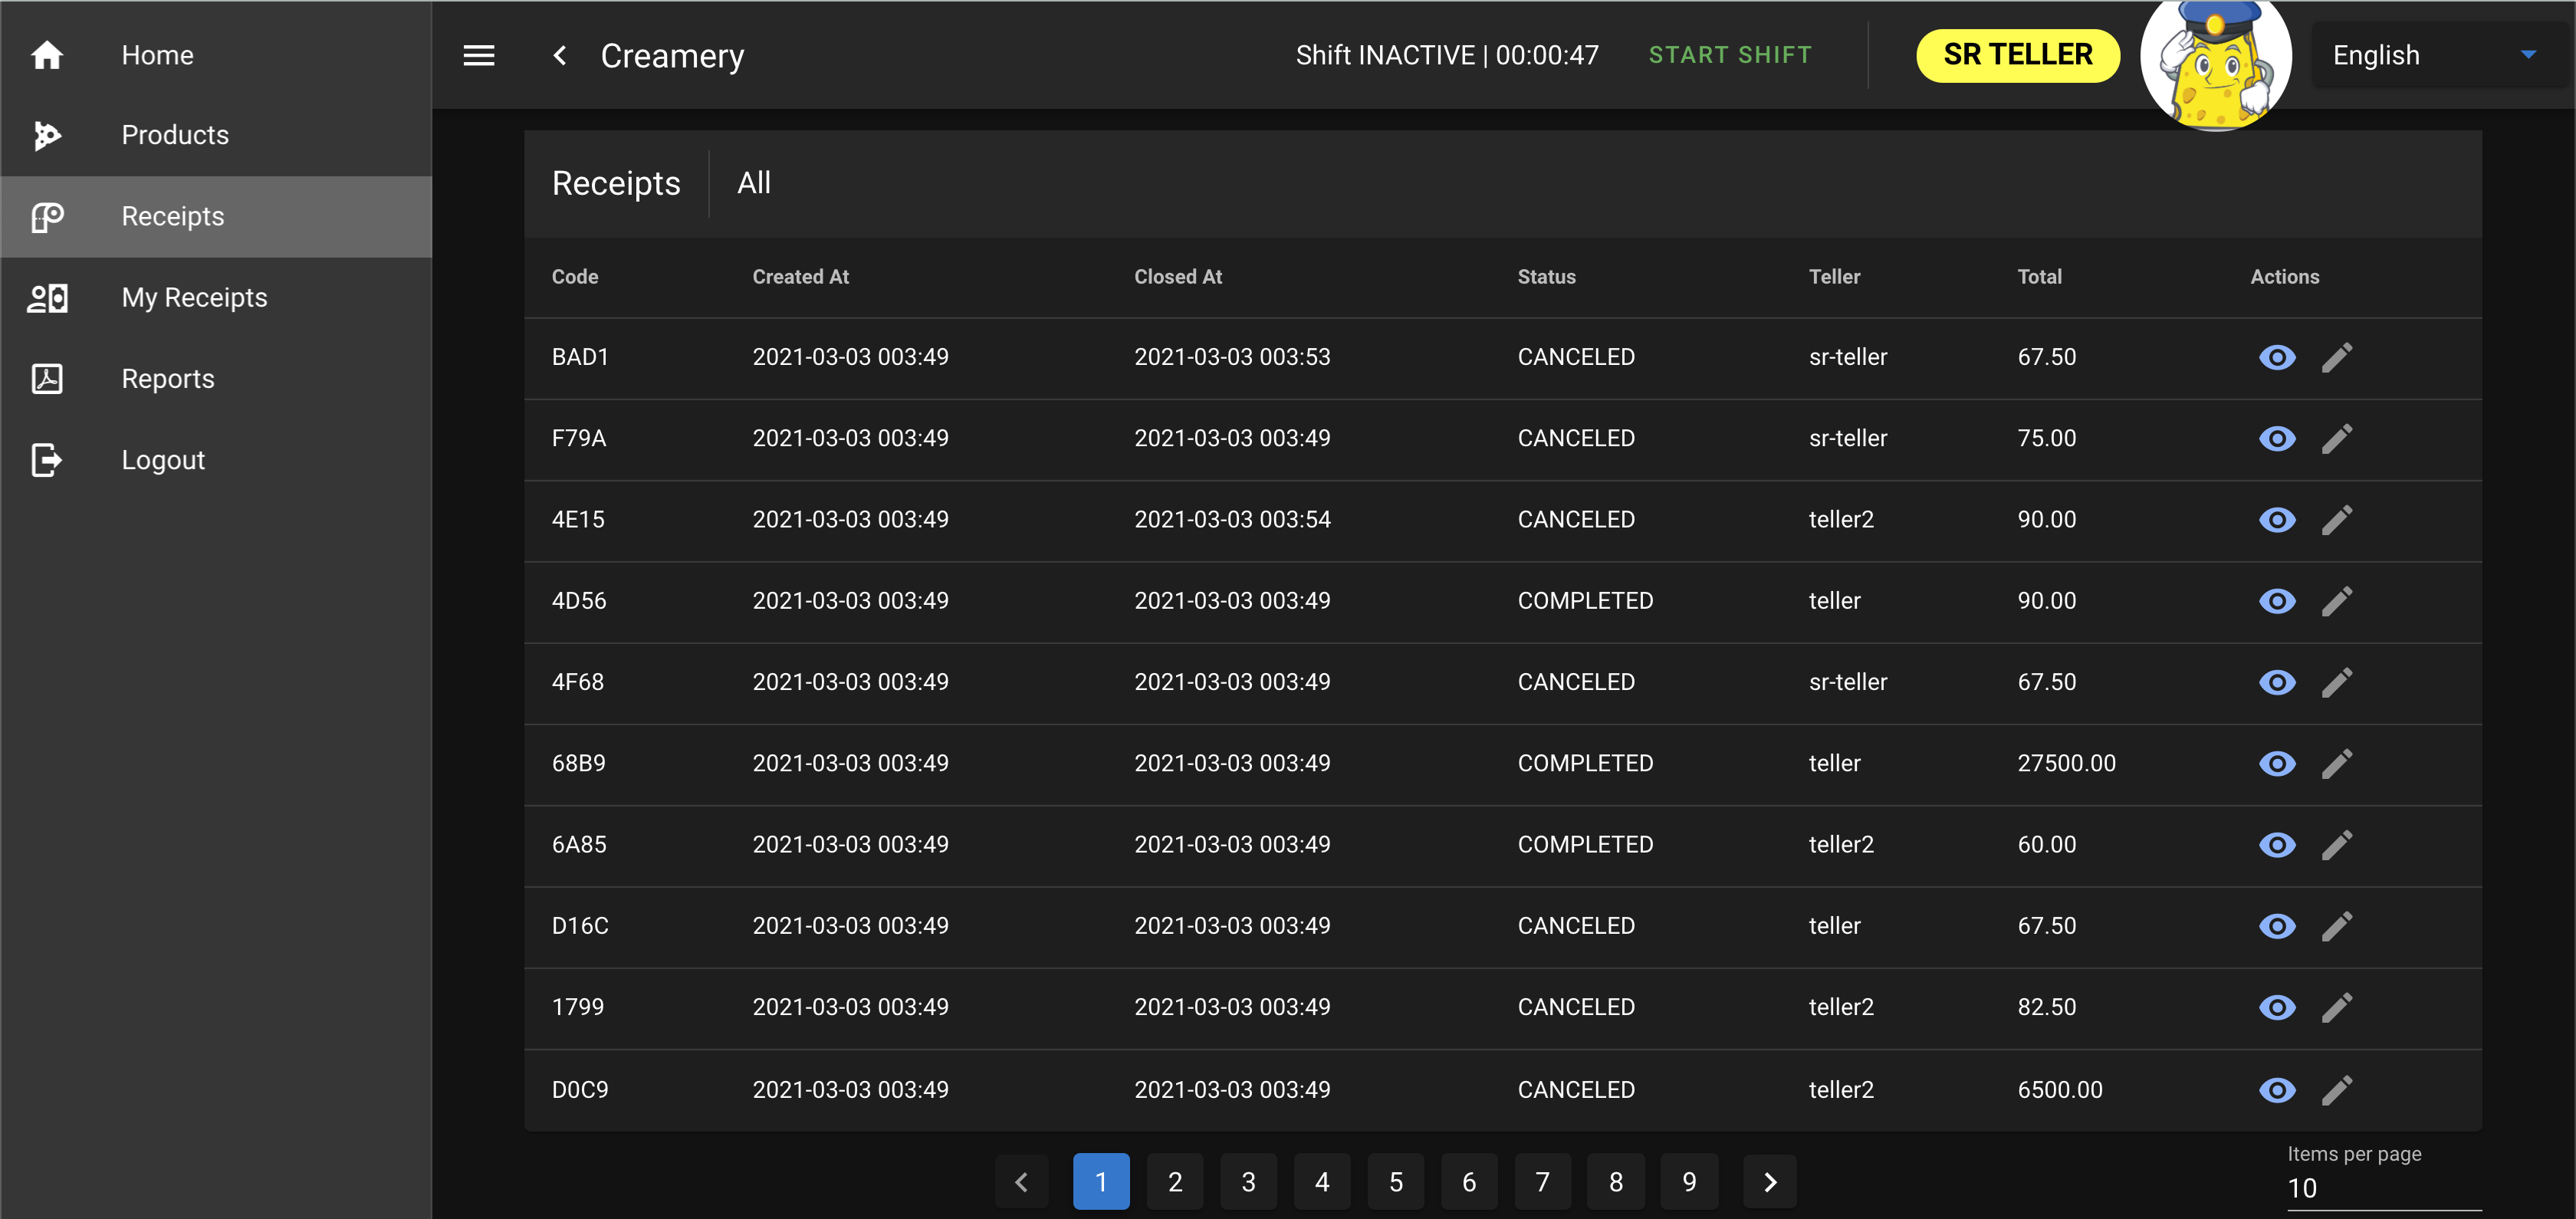 Home
Products
Receipts
My Receipts
Reports
Logout
Creamery
Shift INACTIVE | 00:00:47 START SHIFT
SR TELLER
English
Receipts All
Code Created At Closed At Status Teller Total Actions
BAD1 2021-03-03 003:49 2021-03-03 003:53 CANCELED sr-teller 67.50
F79A 2021-03-03 003:49 2021-03-03 003:49 CANCELED sr-teller 75.00
4E15 2021-03-03 003:49 2021-03-03 003:54 CANCELED teller2 90.00
4D56 2021-03-03 003:49 2021-03-03 003:49 COMPLETED teller 90.00
4F68 2021-03-03 003:49 2021-03-03 003:49 CANCELED sr-teller 67.50
68B9 2021-03-03 003:49 2021-03-03 003:49 COMPLETED teller 27500.00
6A85 2021-03-03 003:49 2021-03-03 003:49 COMPLETED teller2 60.00
D16C 2021-03-03 003:49 2021-03-03 003:49 CANCELED teller 67.50
1799 2021-03-03 003:49 2021-03-03 003:49 CANCELED teller2 82.50
D0C9 2021-03-03 003:49 2021-03-03 003:49 CANCELED teller2 6500.00
1 2 3 4 5 6 7 8 9
Items per page
10